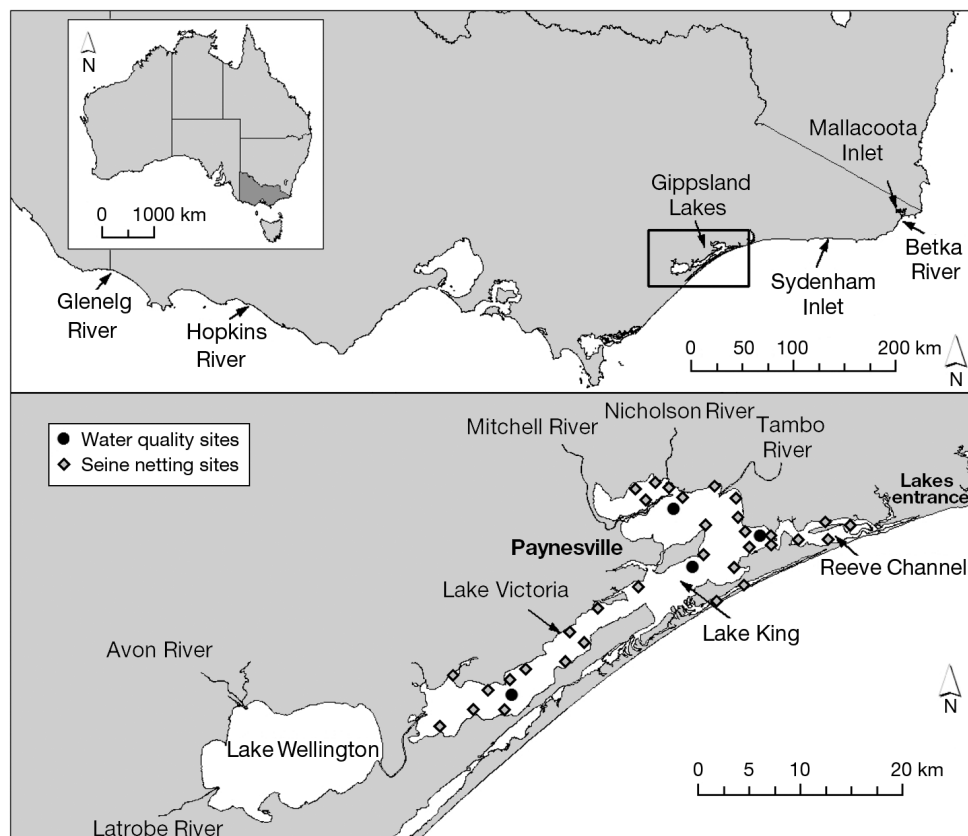 N
0 1000 km
Mallacoota
Inlet
Gippsland
Lakes
Betka
River
Sydenham
Inlet
Glenelg
River
Hopkins
River
0 50 100 200 km
N
Water quality sites
Seine netting sites
Mitchell River
Nicholson River
Tambo
River
Lakes
entrance
Paynesville
Reeve Channel
Lake Victoria
Lake King
Avon River
N
Lake Wellington
0 5 10 20 km
Latrobe River